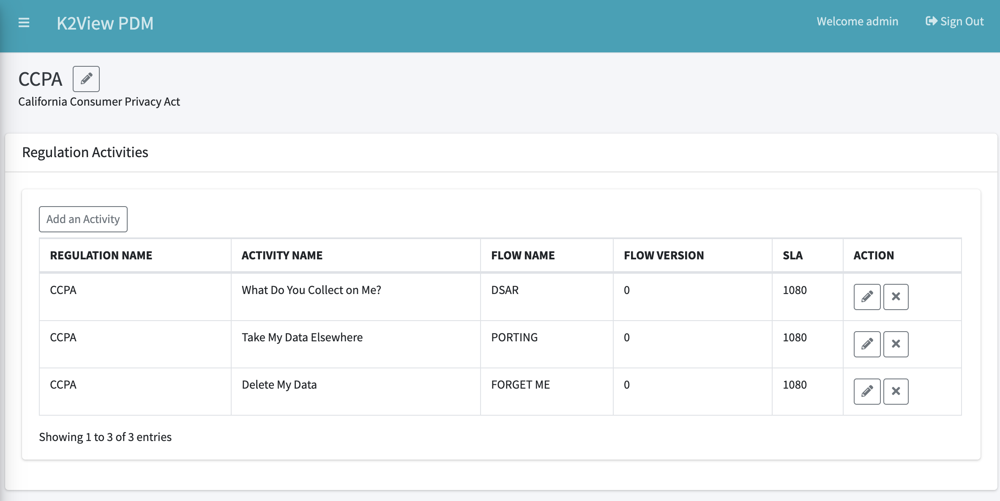 K2View PDM
Welcome admin
Sign Out
CCPA
California Consumer Privacy Act
Regulation Activities
Add an Activity
REGULATION NAME ACTIVITY NAME FLOW NAME FLOW VERSION SLA ACTION
CCPA What Do You Collect on Me? DSAR 0 1080
CCPA Take My Data Elsewhere PORTING 0 1080
CCPA Delete My Data FORGET ME 0 1080
Showing 1 to 3 of 3 entries